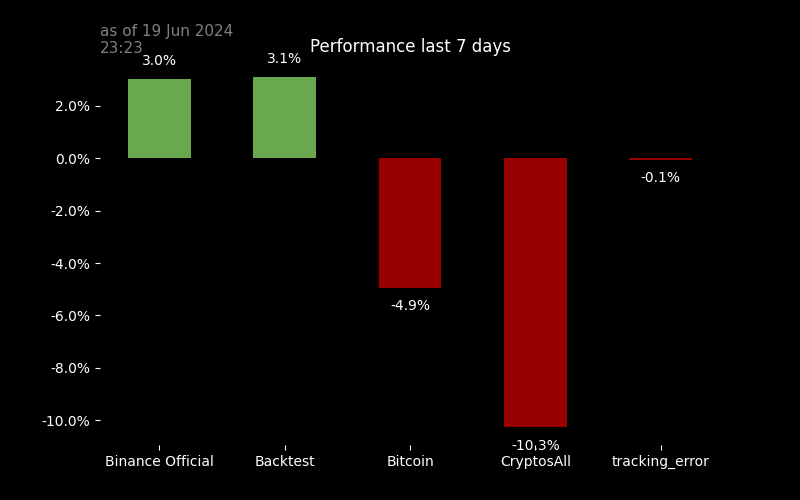 as of 19 Jun 2024
23:23
Performance last 7 days
3.0%
3.1%
2.0%
0.0%
-0.1%
-2.0%
-4.0%
-4.9%
-6.0%
-8.0%
-10.0%
-10.3%
Binance Official
Backtest
Bitcoin
CryptosAll
tracking_error